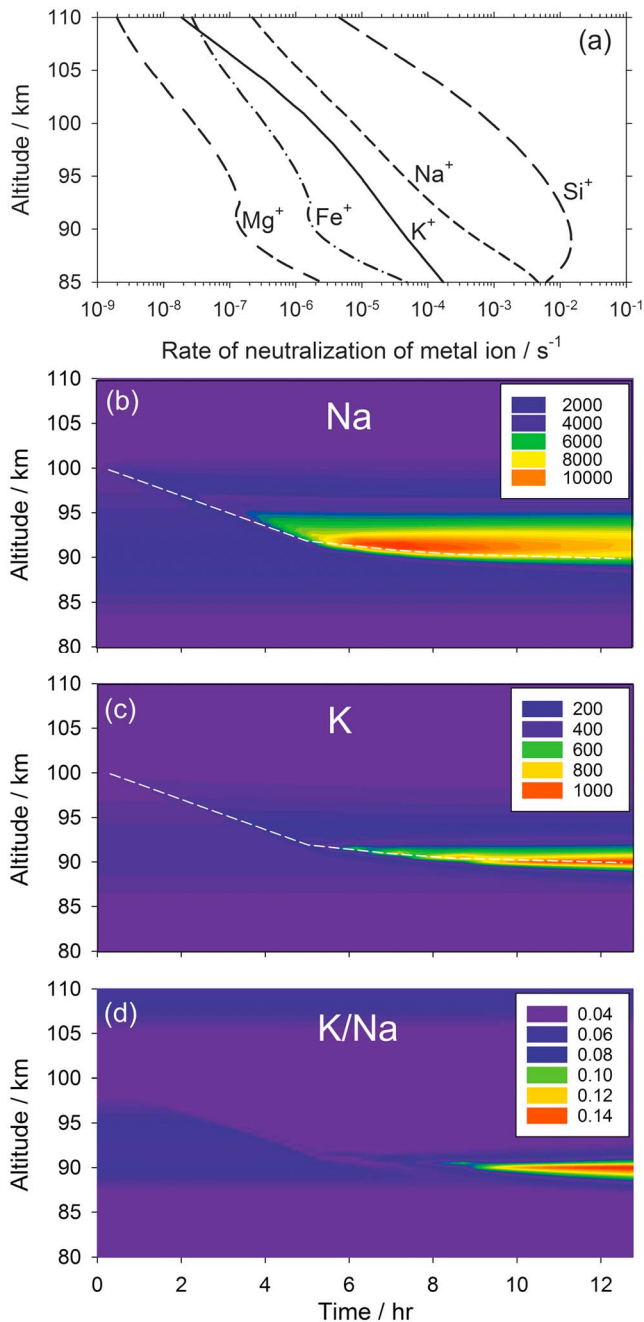 110
(a)
105
100
95
90
85
Altitude / km
Mg+
Fe+
K+
Na+
Si+
10-9 10-8 10-7 10-6 10-5 10-4 10-3 10-2 10-1
Rate of neutralization of metal ion / s-1
110
(b)
Na
2000
4000
6000
8000
10000
105
100
95
90
85
80
Altitude / km
110
(c)
K
200
400
600
800
1000
105
100
95
90
85
80
Altitude / km
110
(d)
K/Na
0.04
0.06
0.08
0.10
0.12
0.14
105
100
95
90
85
80
Altitude / km
0 2 4 6 8 10 12
Time / hr